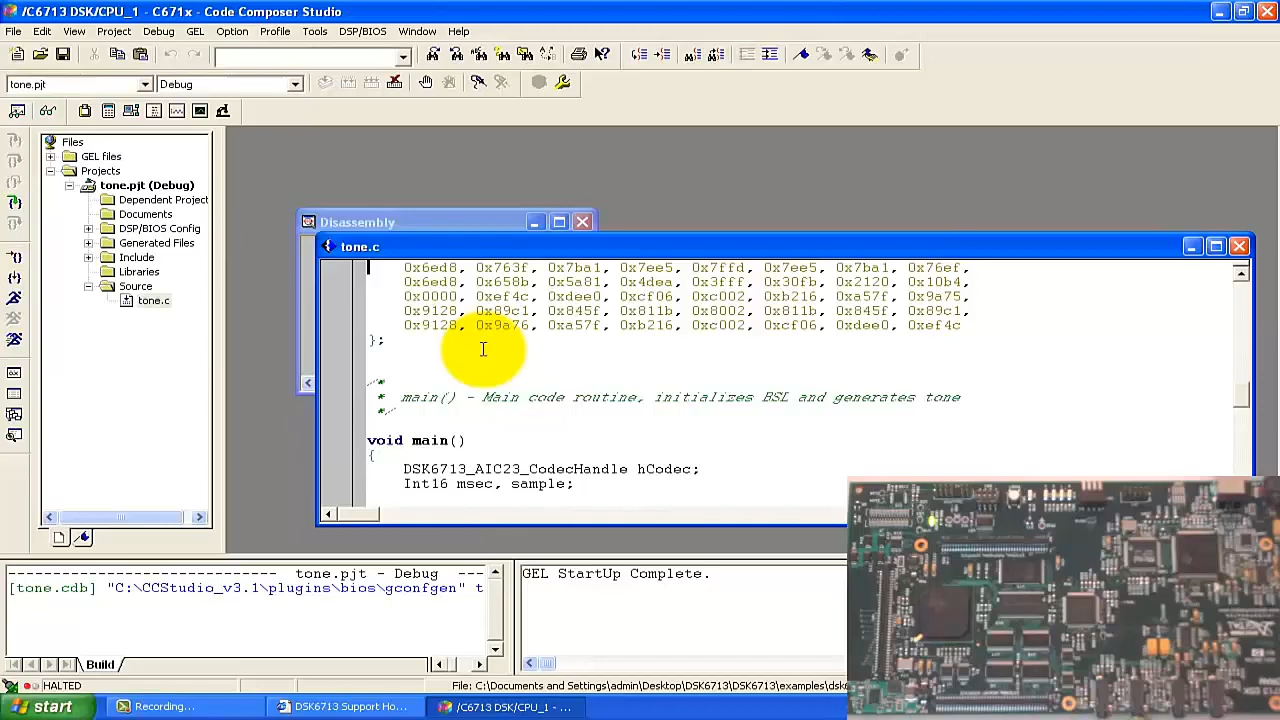 /C6713 DSK/CPU_1 - C671x - Code Composer Studio
File Edit View Project Debug GEL Option Profile Tools DSP/BIOS Window Help
tone.pjt
Debug
Files
GEL files
Projects
tone.pjt (Debug)
Dependent Project
Documents
DSP/BIOS Config
Generated Files
Include
Libraries
Source
tone.c
Disassembly
tone.c
0x6ed8, 0x763f, 0x7ba1, 0x7ee5, 0x7ffd, 0x7ee5, 0x7ba1, 0x76ef,
0x6ed8, 0x658b, 0x5a81, 0x4dea, 0x3fff, 0x30fb, 0x2120, 0x10b4,
0x0000, 0xef4c, 0xdee0, 0xcf06, 0xc002, 0xb216, 0xa57f, 0x9a75,
0x9128, 0x89c1, 0x845f, 0x811b, 0x8002, 0x811b, 0x845f, 0x89c1,
0x9128, 0x9a76, 0xa57f, 0xb216, 0xc002, 0xcf06, 0xdee0, 0xef4c
};
/*
* main() - Main code routine, initializes BSL and generates tone
*/
void main()
{
DSK6713_AIC23_CodecHandle hCodec;
Int16 msec, sample;
---------------------------- tone.pjt - Debug ---
[tone.cdb] "C:\CCStudio_v3.1\plugins\bios\gconfgen" t
Build
GEL StartUp Complete.
HALTED
File: C:\Documents and Settings\admin\Desktop\DSK6713\DSK6713\examples\dsk
start
Recording...
DSK6713 Support Ho...
/C6713 DSK/CPU_1 - ...